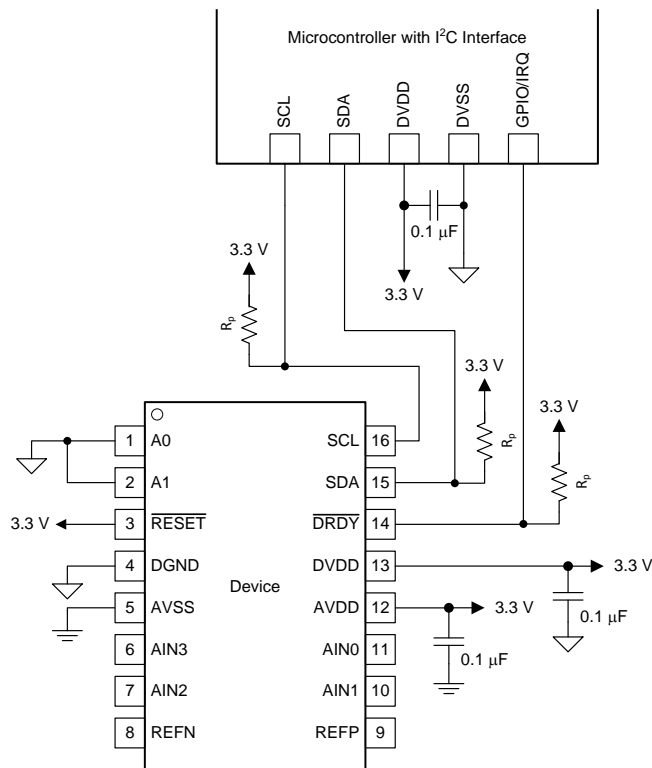 Microcontroller with I²C Interface
SCL
SDA
DVDD
DVSS
GPIO/IRQ
0.1 μF
3.3 V
3.3 V
Rp
3.3 V
Rp
3.3 V
Rp
1 A0
SCL 16
2 A1
SDA 15
3.3 V
3 RESET
DRDY 14
4 DGND
DVDD 13
3.3 V
Device
5 AVSS
AVDD 12
3.3 V
0.1 μF
6 AIN3
AIN0 11
0.1 μF
7 AIN2
AIN1 10
8 REFN
REFP 9